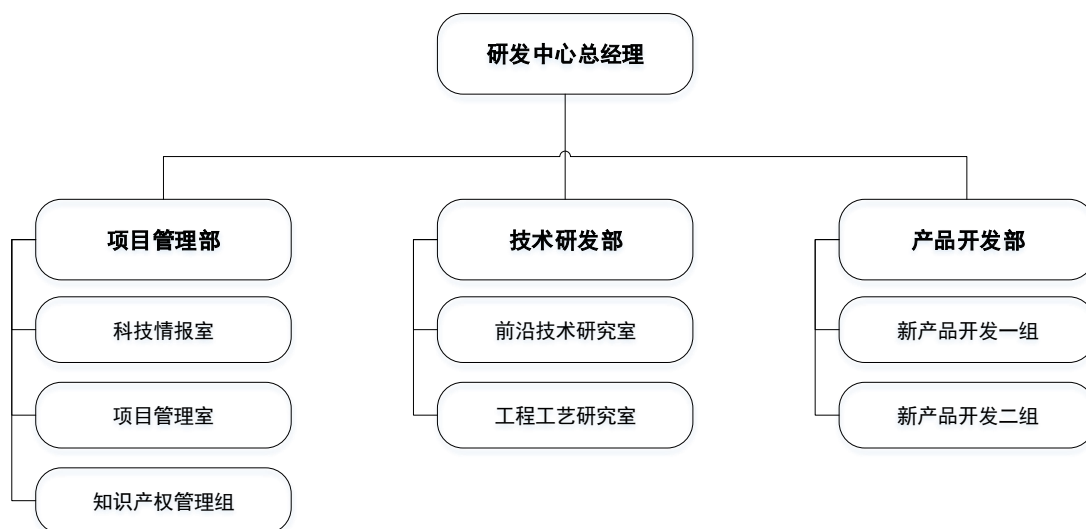 研发中心总经理
项目管理部
技术研发部
产品开发部
科技情报室
前沿技术研究室
新产品开发一组
项目管理室
工程工艺研究室
新产品开发二组
知识产权管理组